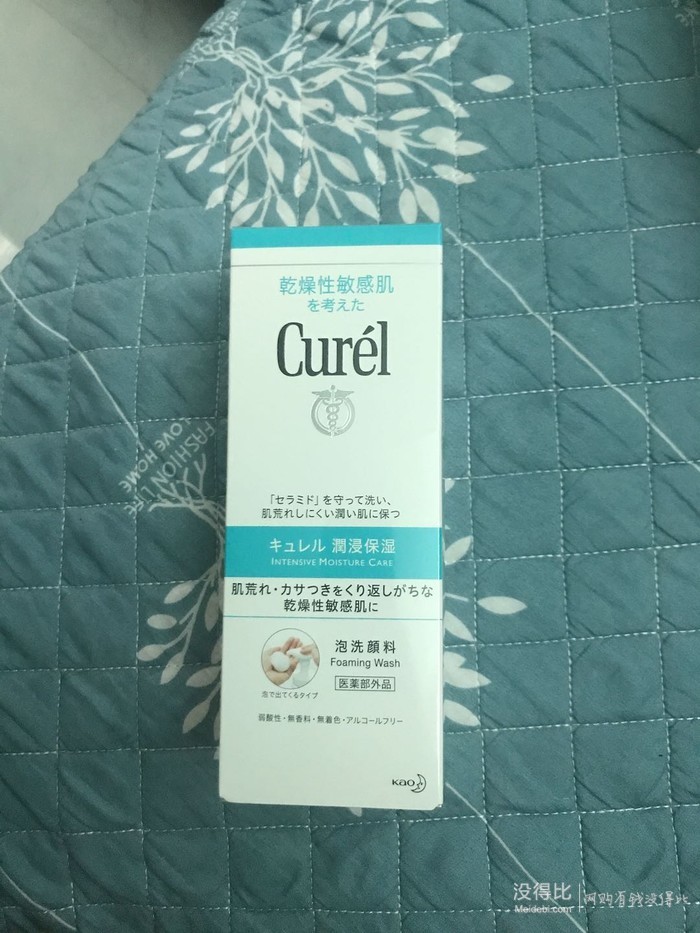 乾燥性敏感肌
を考えた
Curél
「セラミド」を守って洗い、
肌荒れしにくい潤い肌に保つ
キュレル 潤浸保湿
INTENSIVE MOISTURE CARE
肌荒れ・カサつきをくり返しがちな
乾燥性敏感肌に
泡洗顔料
Foaming Wash
医薬部外品
泡で出てくるタイプ
弱酸性・無香料・無着色・アルコールフリー
Kao
FASHION LIFE
LOVE HOME
没得比
Meidebi.com
网购有我没得比